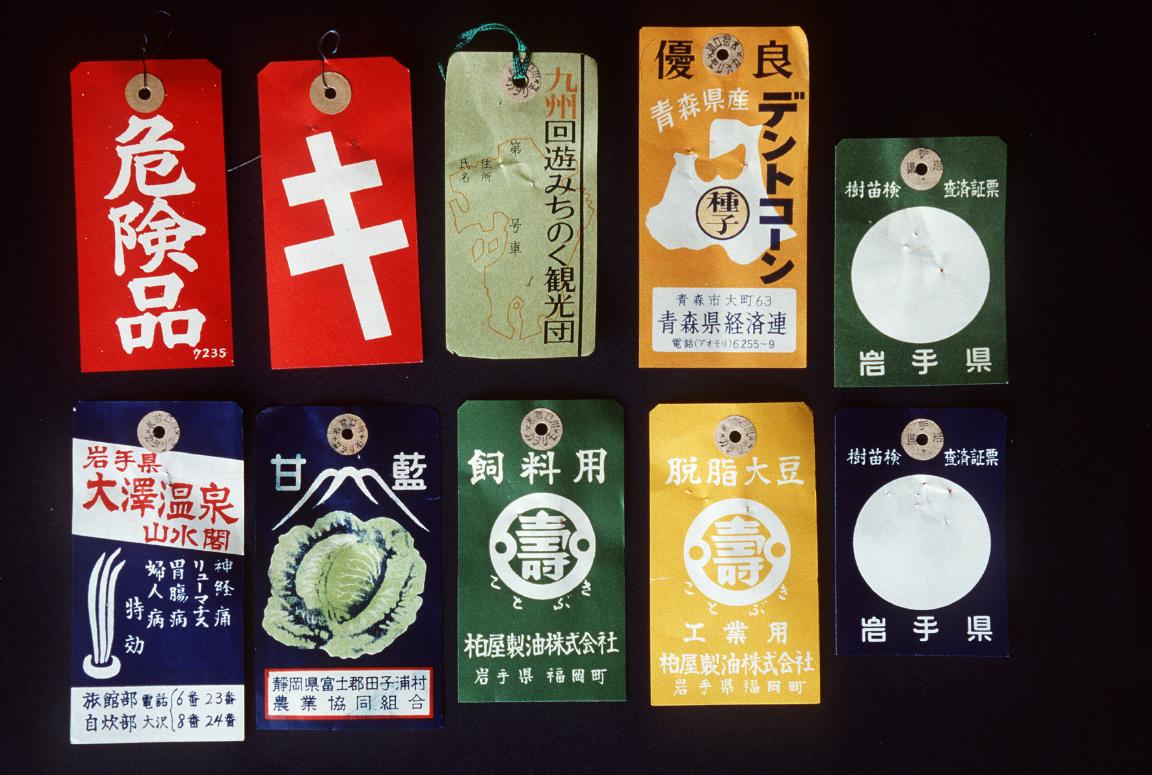 危険品
ウ235
キ
九州回遊みちのく観光団
第 号車
住所
氏名
優良
青森県産
デントコーン
種子
青森市大町63
青森県経済連
電話(アオモリ)6.255~9
樹苗検 査済証票
岩手県
岩手県
大澤温泉
山水閣
神経痛
リューマチス
胃腸病
婦人病
特効
旅館部 電話 6番 23番
自炊部 大沢 8番 24番
甘藍
靜岡県富士郡田子浦村
農業協同組合
飼料用
壽
ことぶき
柏屋製油株式会社
岩手県福岡町
脱脂大豆
壽
ことぶき
工業用
柏屋製油株式会社
岩手県福岡町
樹苗検 査済証票
岩手県